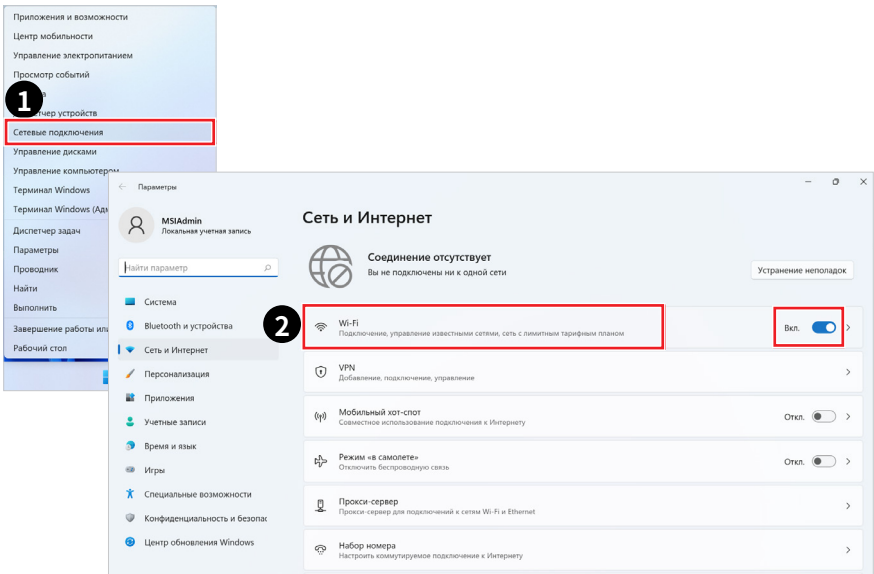 Приложения и возможности
Центр мобильности
Управление электропитанием
Просмотр событий
1
устройств
Сетевые подключения
Управление дисками
Управление компьютером
Терминал Windows
Терминал Windows
Диспетчер задач
Параметры
Проводник
Найти
Выполнить
Завершение работы
Рабочий стол
Параметры
MSIAdmin
Локальная учетная запись
Найти параметр
Система
Bluetooth и устройства
Сеть и Интернет
Персонализация
Приложения
Учетные записи
Время и язык
Игры
Специальные возможности
Конфиденциальность и безопас
Центр обновления Windows
Сеть и Интернет
Соединение отсутствует
Вы не подключены ни к одной сети
Устранение неполадок
2
Wi-Fi
Подключение, управление известными сетями, сеть с лимитным тарифным планом
Вкл.
VPN
Добавление, подключение, управление
Мобильный хот-спот
Совместное использование подключения к Интернету
Откл.
Режим «в самолете»
Отключить беспроводную связь
Откл.
Прокси-сервер
Прокси-сервер для подключений к сетям Wi-Fi и Ethernet
Набор номера
Настроить коммутируемое подключение к Интернету